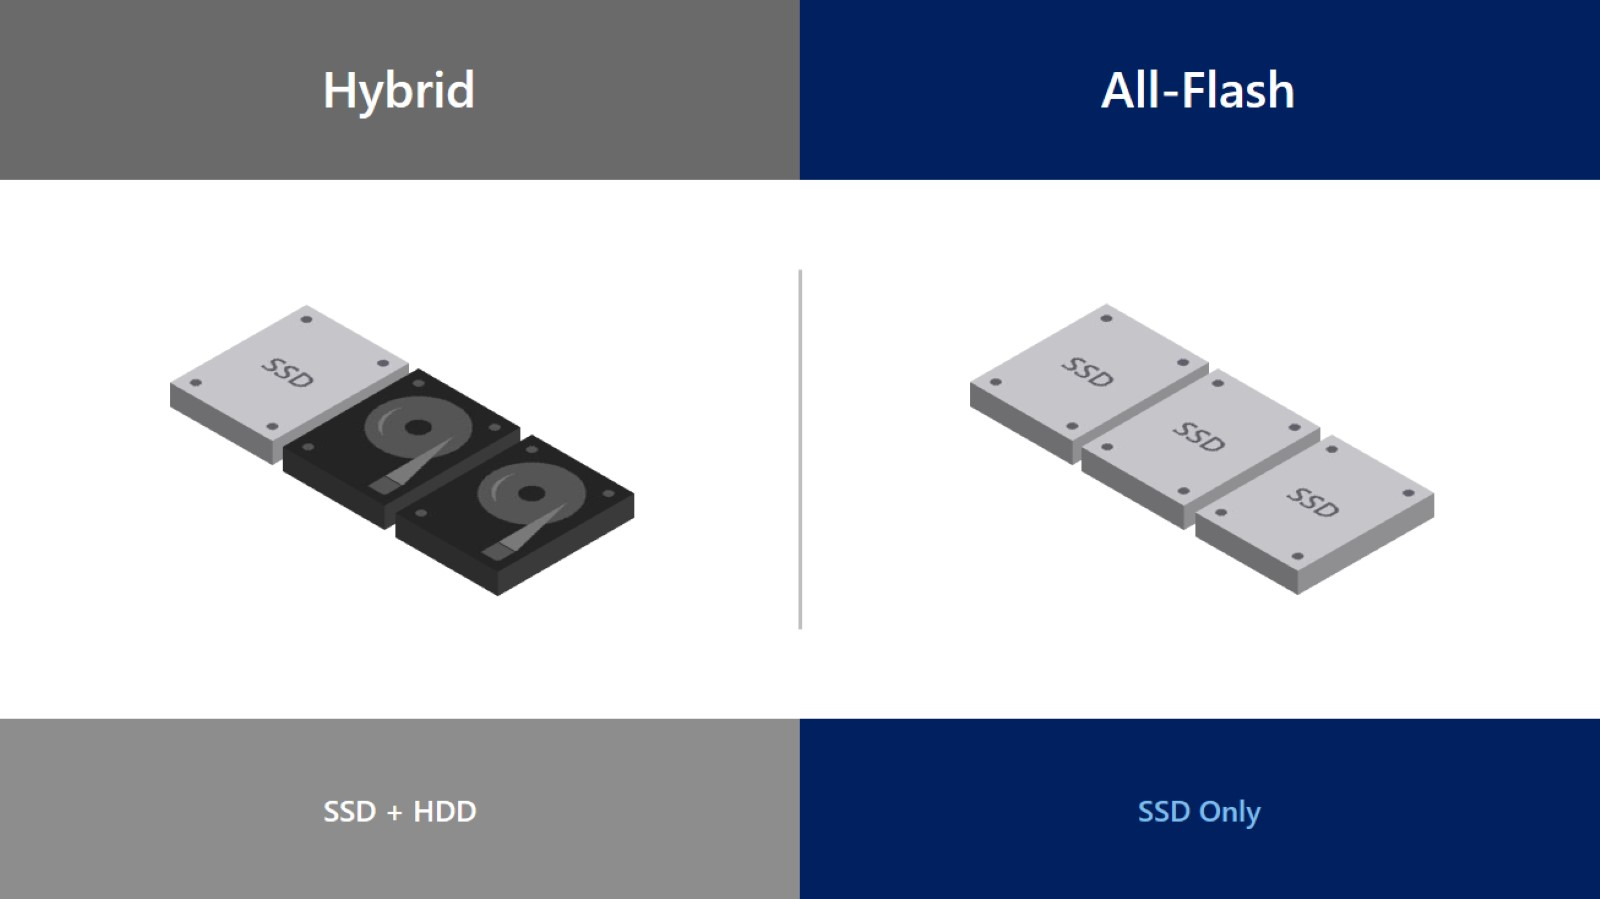 Hybrid
All-Flash
SSD
SSD
SSD
SSD
SSD + HDD
SSD Only